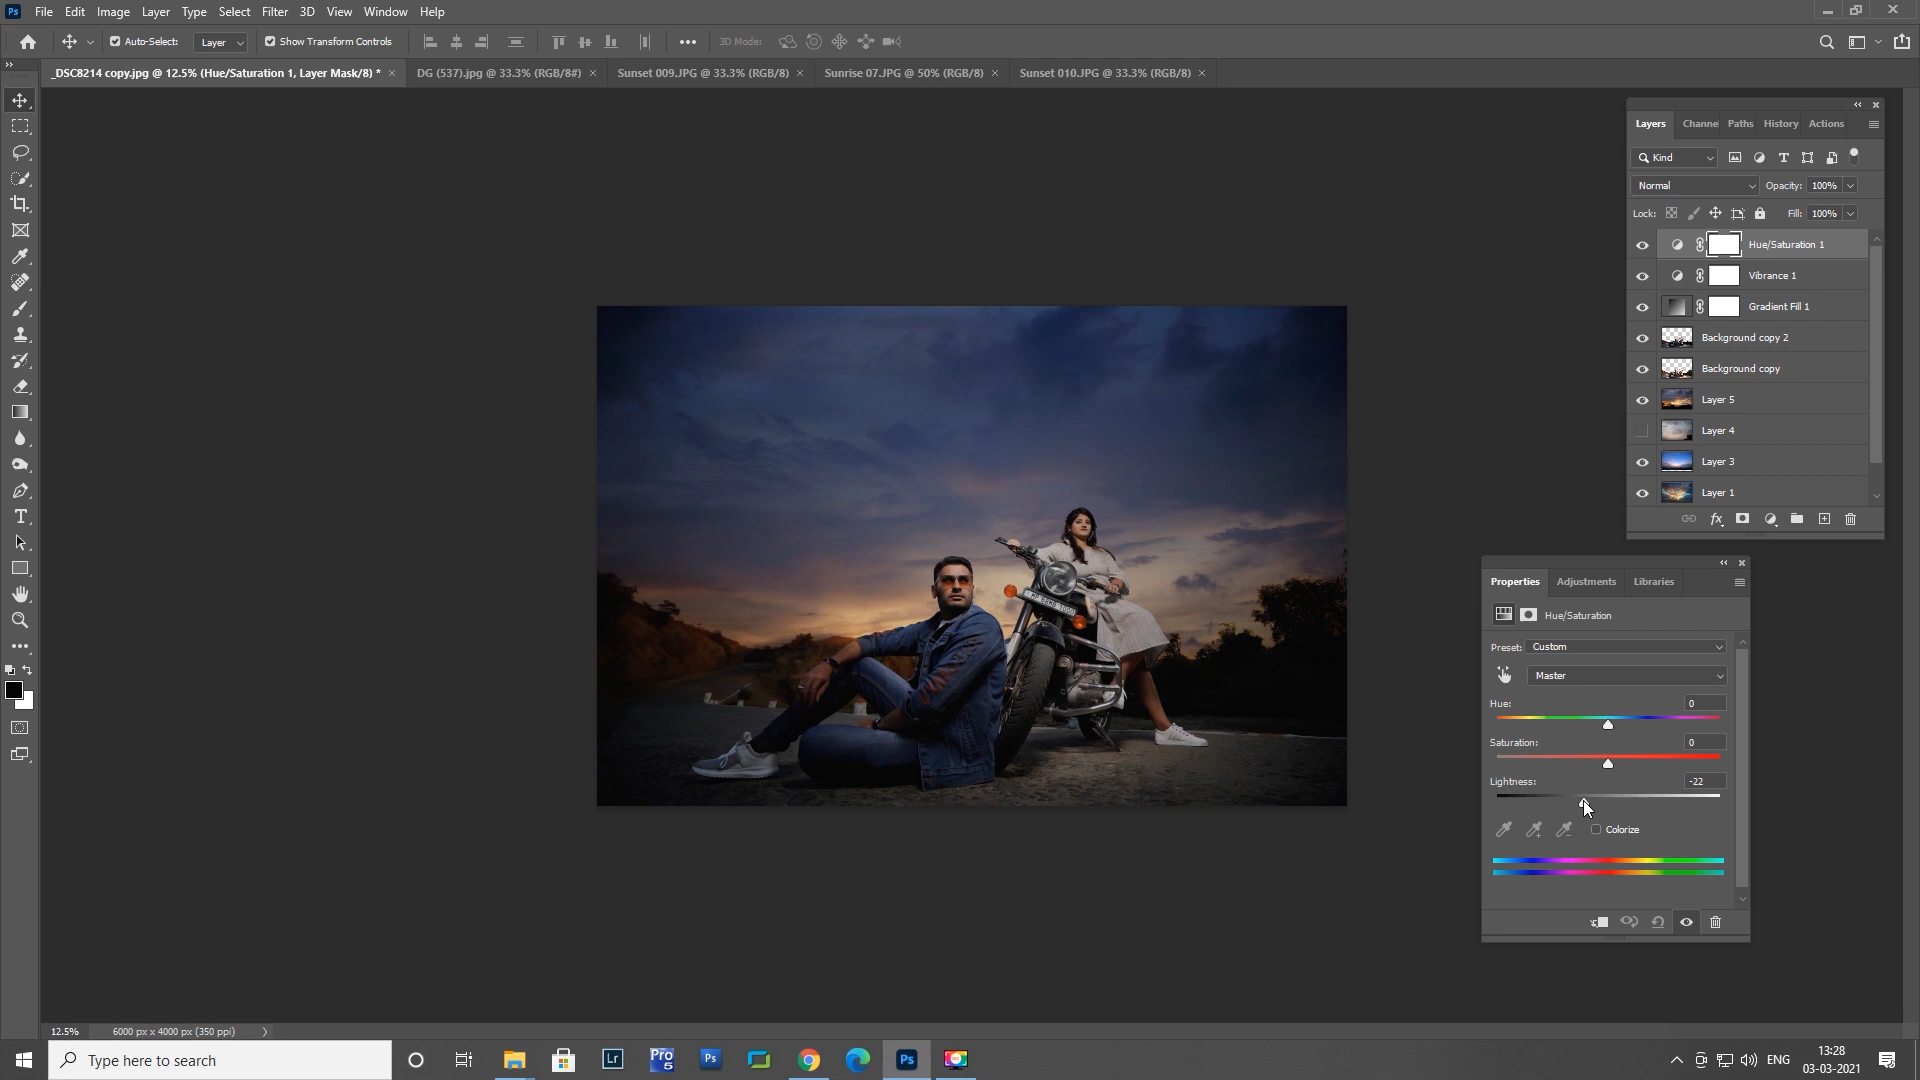 Ps File Edit Image Layer Type Select Filter 3D View Window Help
Auto-Select: Layer Show Transform Controls 3D Mode:
_DSC8214 copy.jpg @ 12.5% (Hue/Saturation 1, Layer Mask/8) * DG (537).jpg @ 33.3% (RGB/8#) Sunset 009.JPG @ 33.3% (RGB/8) Sunrise 07.JPG @ 50% (RGB/8) Sunset 010.JPG @ 33.3% (RGB/8)
Layers Channe Paths History Actions
Kind
Normal Opacity: 100%
Lock: Fill: 100%
Hue/Saturation 1
Vibrance 1
Gradient Fill 1
Background copy 2
Background copy
Layer 5
Layer 4
Layer 3
Layer 1
Properties Adjustments Libraries
Hue/Saturation
Preset: Custom
Master
Hue: 0
Saturation: 0
Lightness: -22
Colorize
12.5% 6000 px x 4000 px (350 ppi)
Type here to search
Lr
Pro 5
Ps
Ps
ENG
13:28
03-03-2021